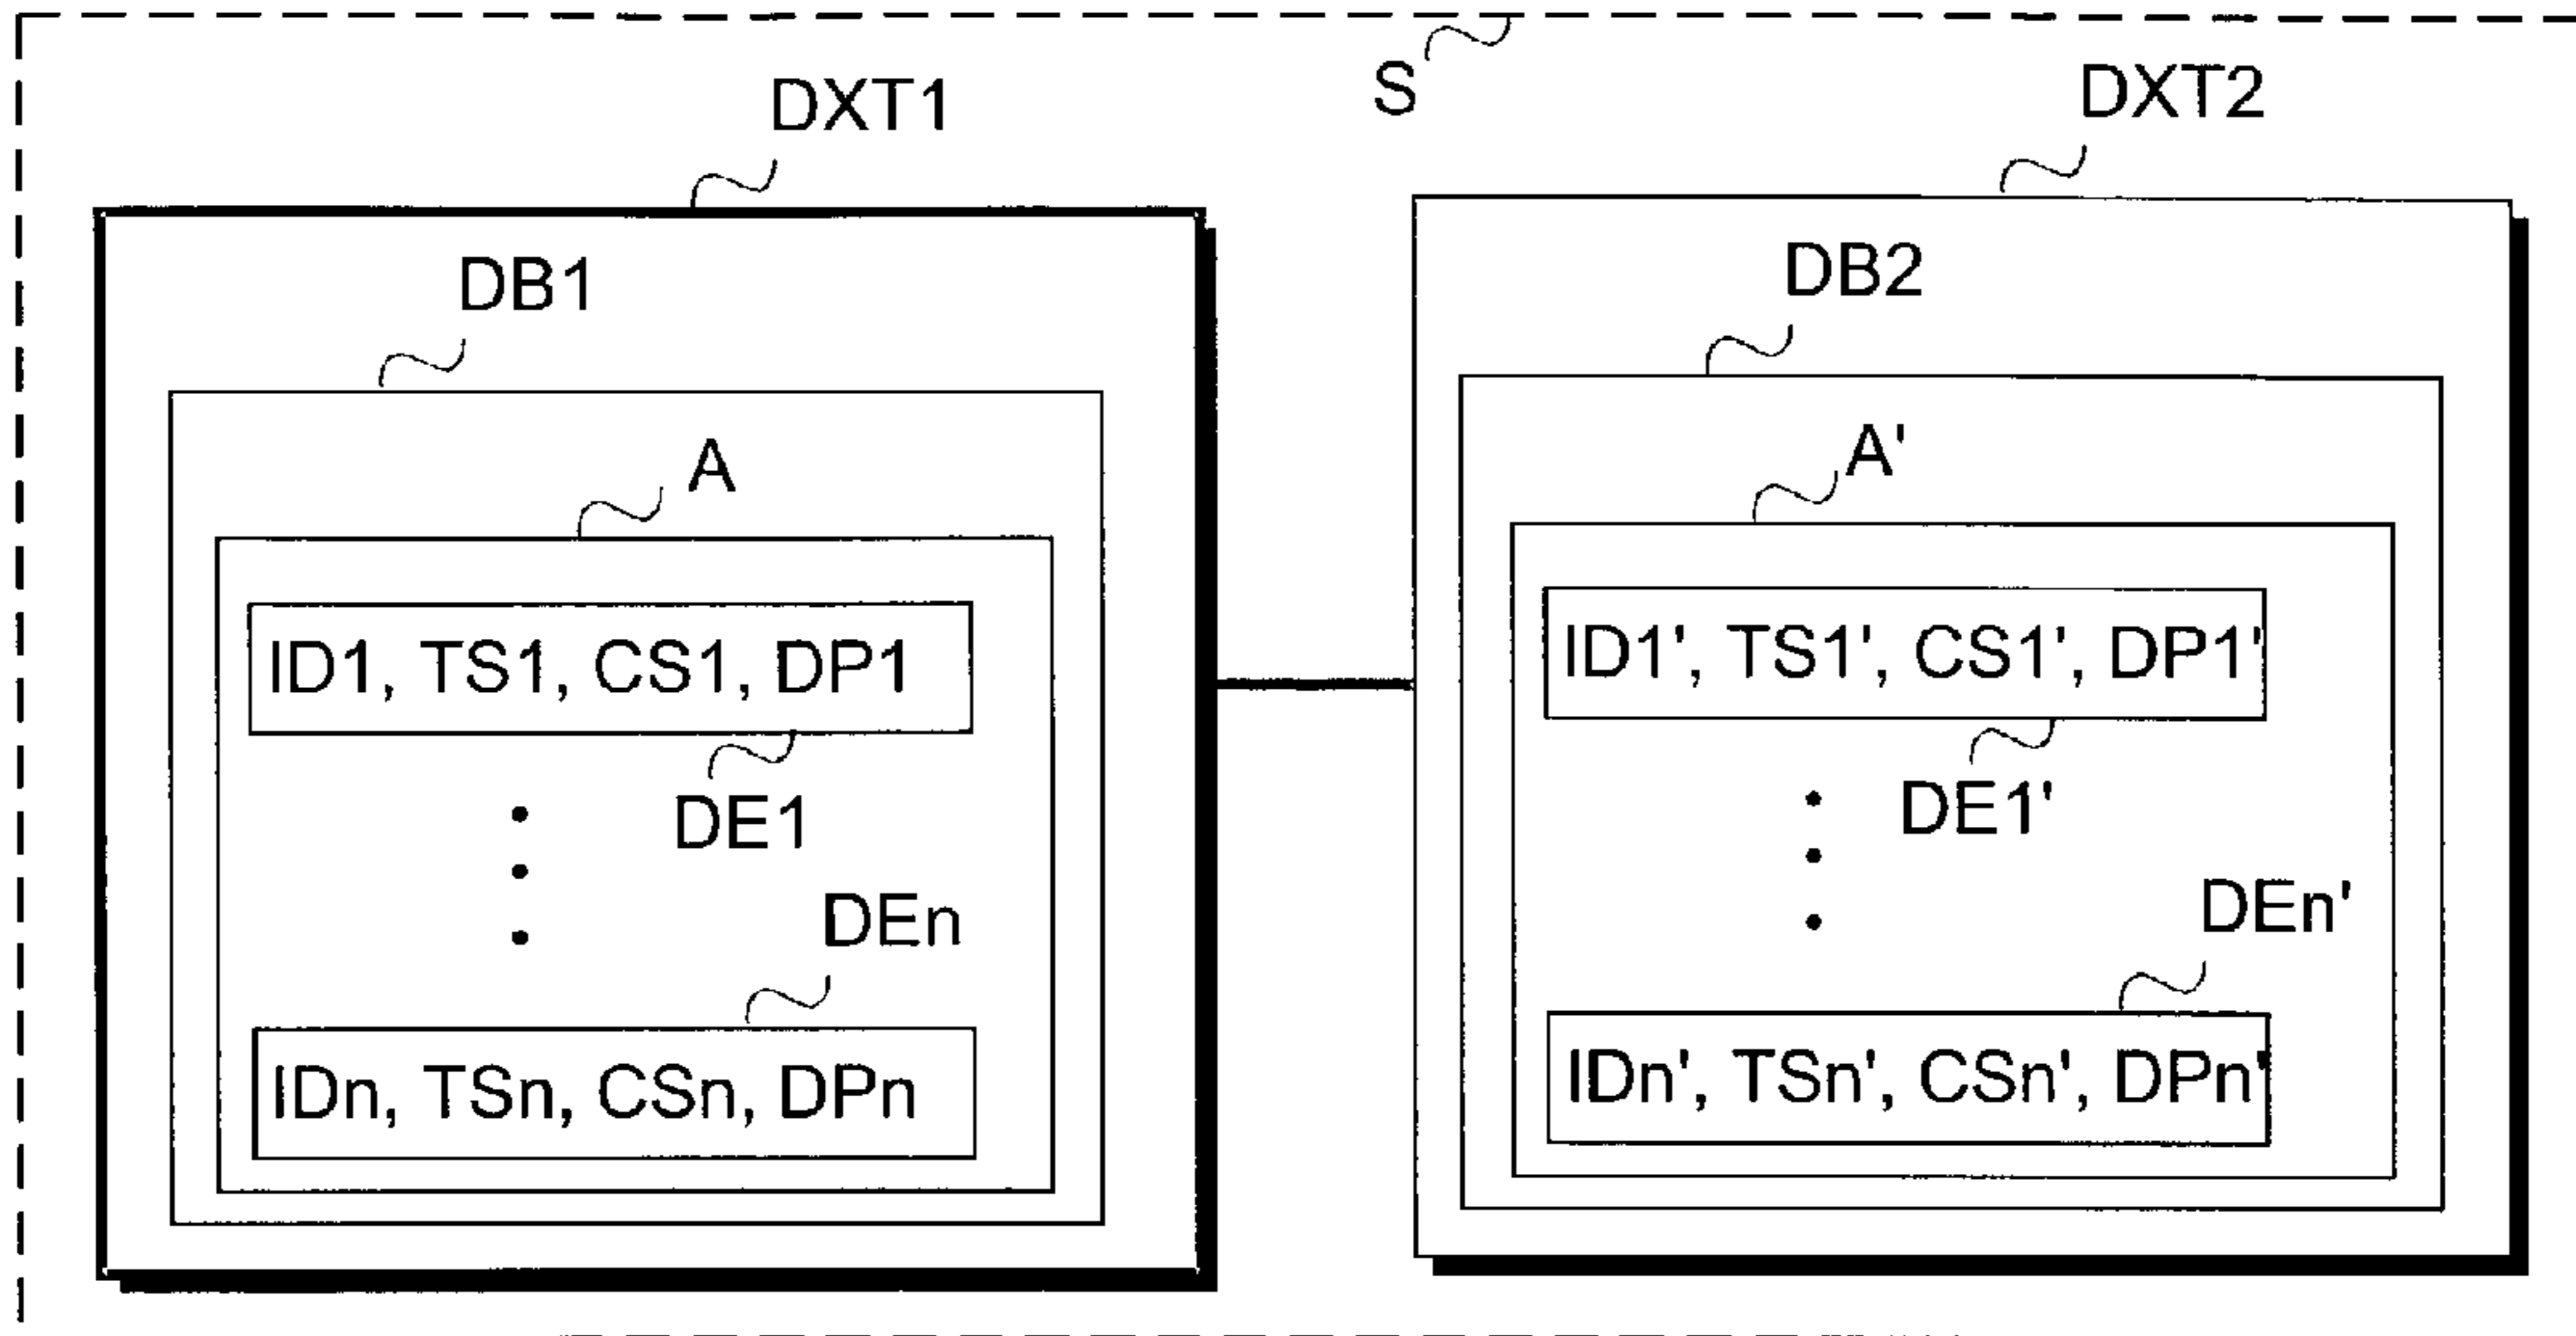 S
DXT1
DXT2
DB1
DB2
A
A'
ID1, TS1, CS1, DP1
ID1', TS1', CS1', DP1'
DE1
DE1'
DEn
DEn'
IDn, TSn, CSn, DPn
IDn', TSn', CSn', DPn'